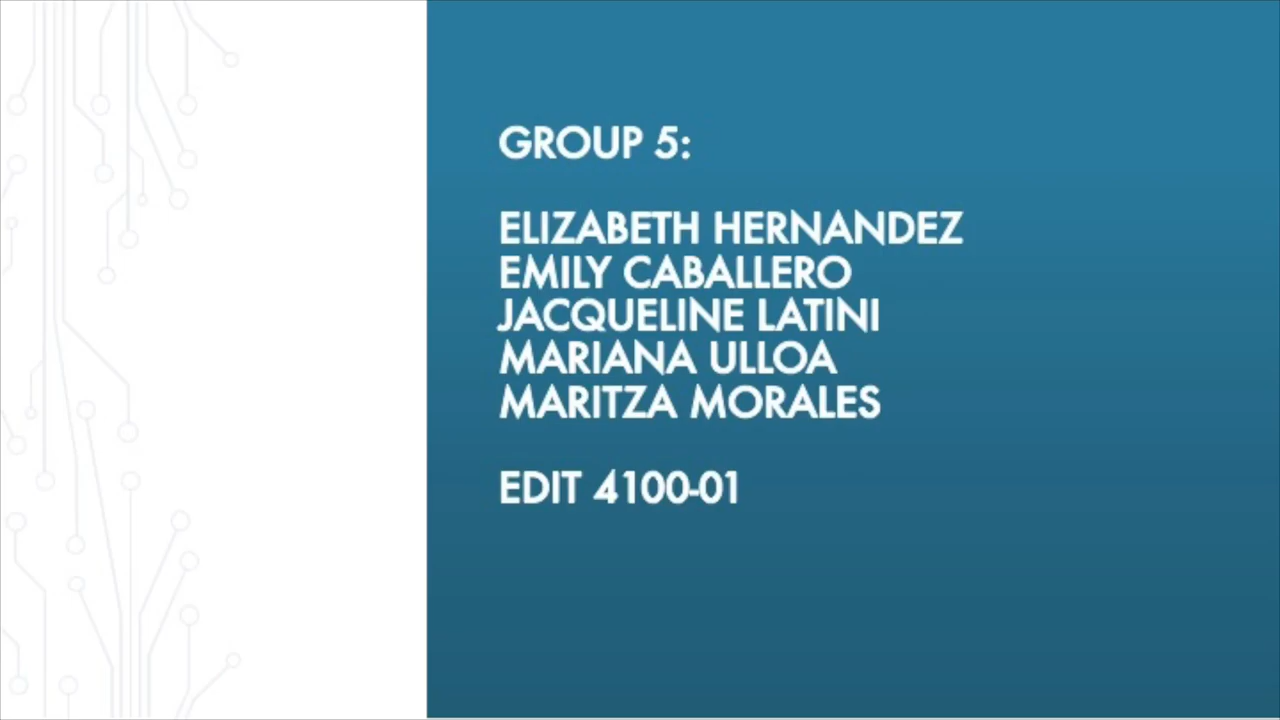 GROUP 5:
ELIZABETH HERNANDEZ
EMILY CABALLERO
JACQUELINE LATINI
MARIANA ULLOA
MARITZA MORALES
EDIT 4100-01